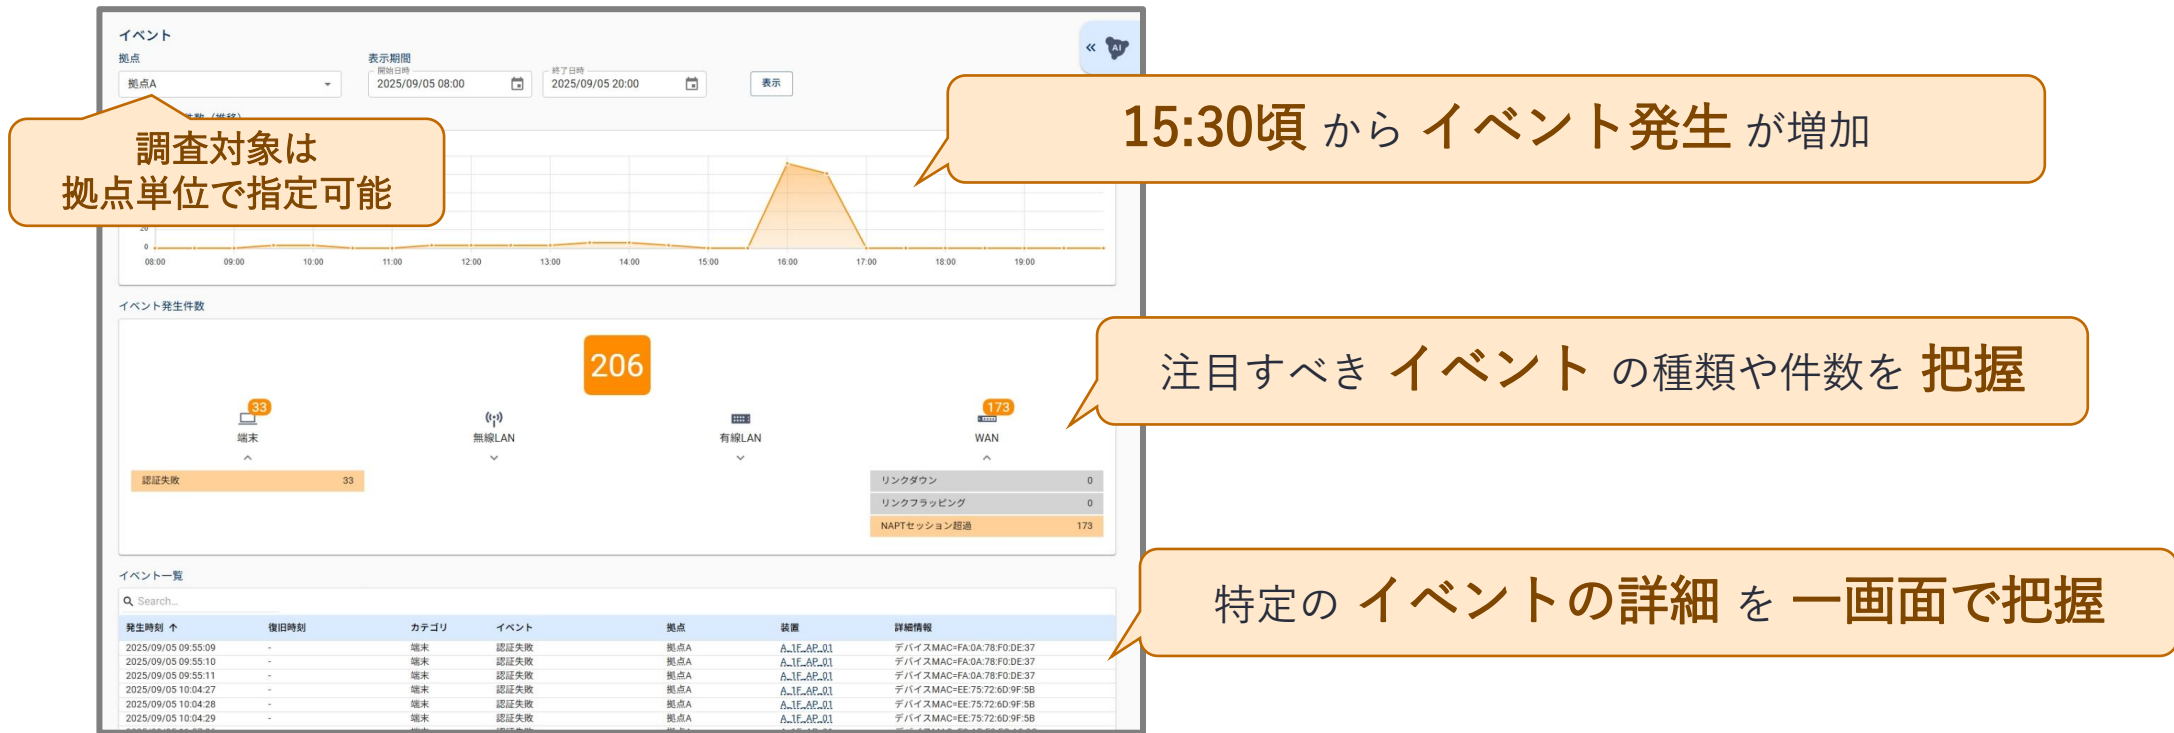 イベント
拠点
表示期間
開始日時
終了日時
拠点A
2025/09/05 08:00
2025/09/05 20:00
表示
AI
調査対象は
拠点単位で指定可能
15:30頃 から イベント発生 が増加
20
0
08:00 09:00 10:00 11:00 12:00 13:00 14:00 15:00 16:00 17:00 18:00 19:00
イベント発生件数
206
33
173
端末 無線LAN 有線LAN WAN
認証失敗 33
リンクダウン 0
リンクフラッピング 0
NAPTセッション超過 173
注目すべき イベント の種類や件数を 把握
イベント一覧
Search...
発生時刻 復旧時刻 カテゴリ イベント 拠点 装置 詳細情報
2025/09/05 09:55:09 - 端末 認証失敗 拠点A A_1F_AP_01 デバイスMAC=FA:0A:78:F0:DE:37
2025/09/05 09:55:10 - 端末 認証失敗 拠点A A_1F_AP_01 デバイスMAC=FA:0A:78:F0:DE:37
2025/09/05 09:55:11 - 端末 認証失敗 拠点A A_1F_AP_01 デバイスMAC=FA:0A:78:F0:DE:37
2025/09/05 10:04:27 - 端末 認証失敗 拠点A A_1F_AP_01 デバイスMAC=EE:75:72:6D:9F:5B
2025/09/05 10:04:28 - 端末 認証失敗 拠点A A_1F_AP_01 デバイスMAC=EE:75:72:6D:9F:5B
2025/09/05 10:04:29 - 端末 認証失敗 拠点A A_1F_AP_01 デバイスMAC=EE:75:72:6D:9F:5B
特定の イベントの詳細 を 一画面で把握